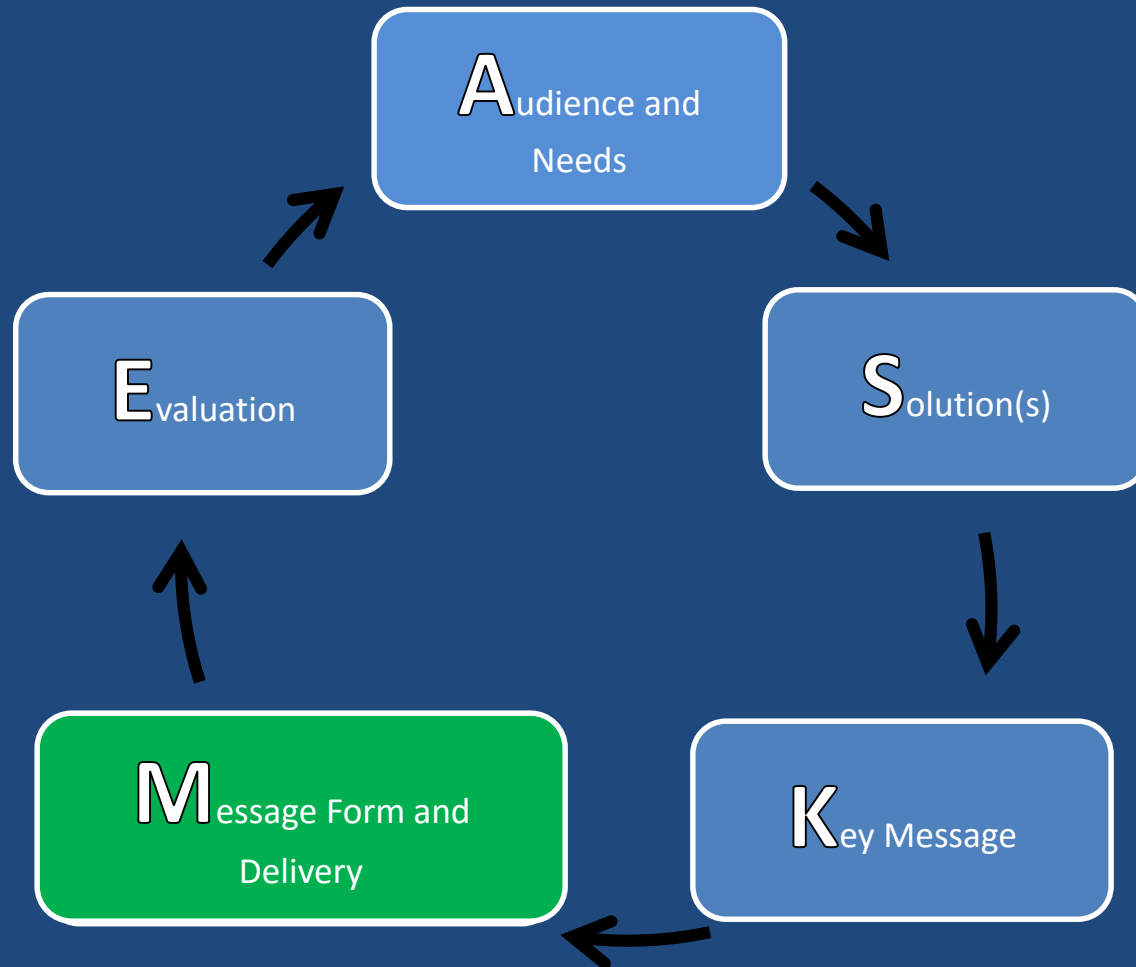 Audience and
Needs
Solution(s)
Key Message
Message Form and
Delivery
Evaluation